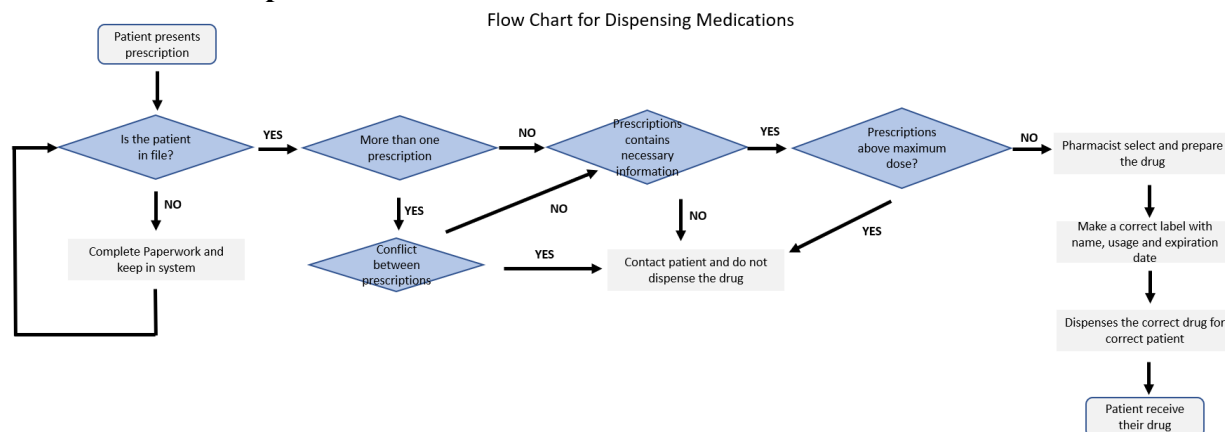 Flow Chart for Dispensing Medications
Patient presents
prescription
Is the patient
in file?
YES
More than one
prescription
NO
Prescriptions
contains
necessary
information
YES
Prescriptions
above maximum
dose?
NO
Pharmacist select and prepare
the drug
NO
Complete Paperwork and
keep in system
YES
Conflict
between
prescriptions
NO
YES
NO
Contact patient and do not
dispense the drug
YES
Make a correct label with
name, usage and expiration
date
Dispenses the correct drug for
correct patient
Patient receive
their drug